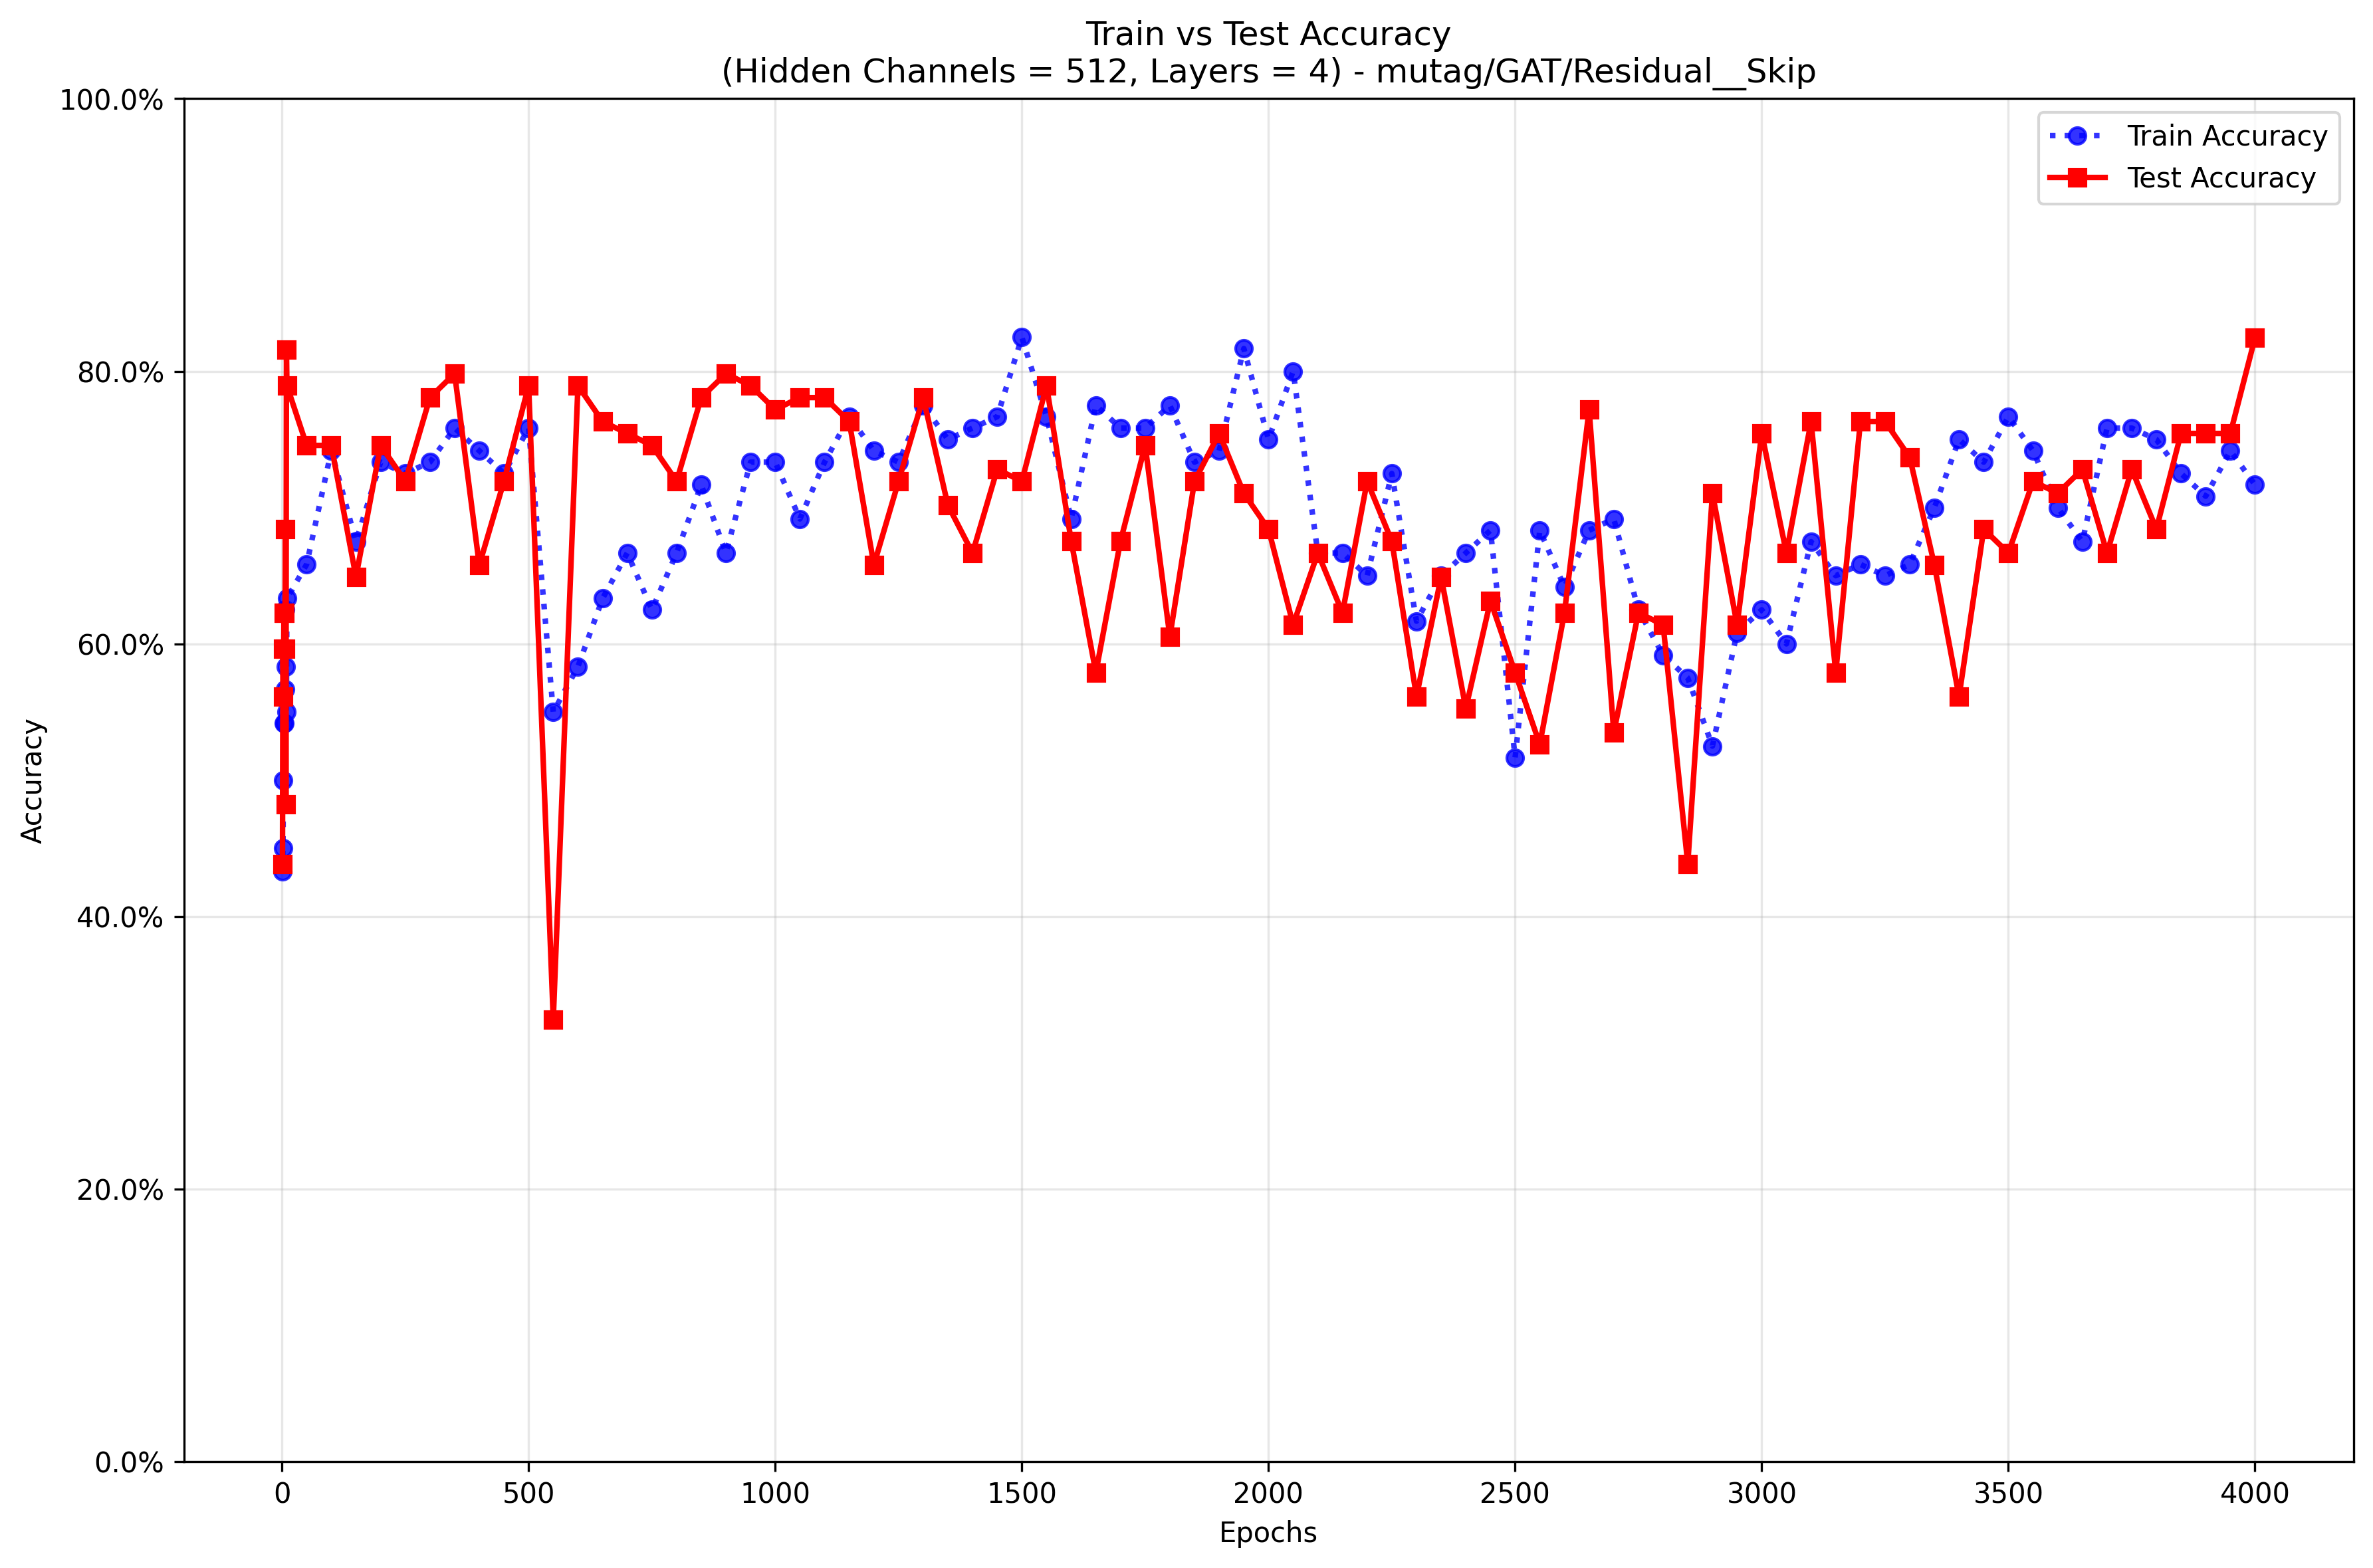 Train vs Test Accuracy
(Hidden Channels = 512, Layers = 4) - mutag/GAT/Residual__Skip
100.0%
80.0%
60.0%
40.0%
20.0%
0.0%
Accuracy
Train Accuracy
Test Accuracy
0 500 1000 1500 2000 2500 3000 3500 4000
Epochs